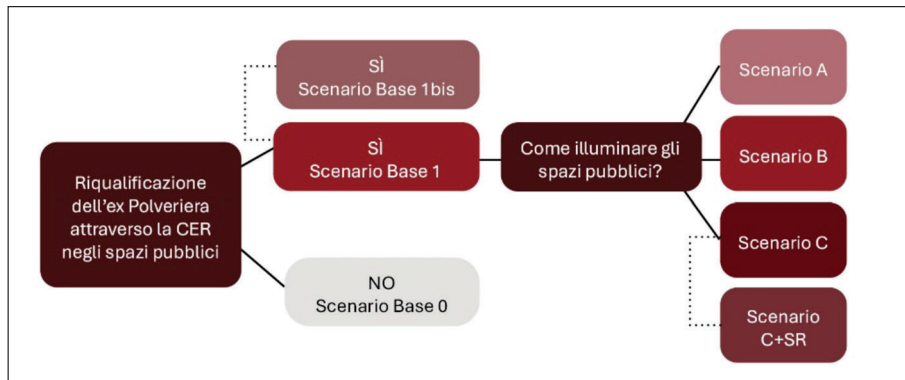 Riqualificazione
dell'ex Polveriera
attraverso la CER
negli spazi pubblici
SÌ
Scenario Base 1bis
SÌ
Scenario Base 1
NO
Scenario Base 0
Come illuminare gli
spazi pubblici?
Scenario A
Scenario B
Scenario C
Scenario
C+SR